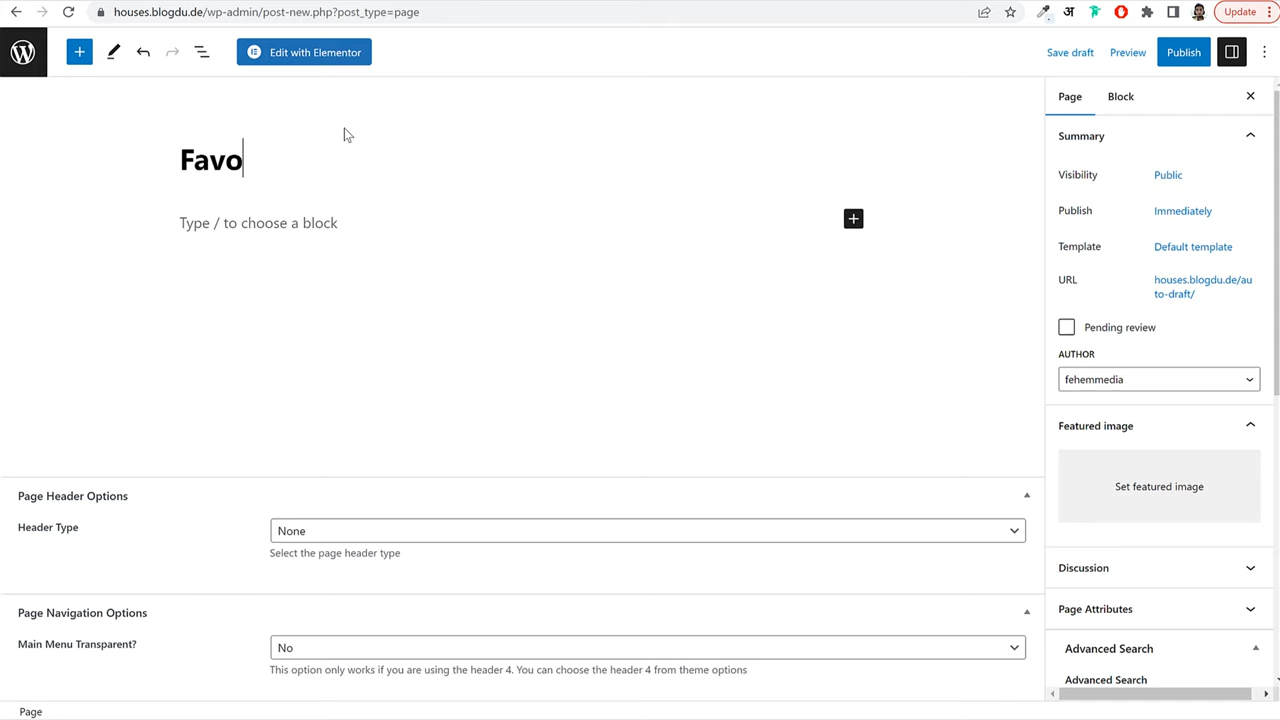 houses.blogdu.de/wp-admin/post-new.php?post_type=page
अ
Update
Edit with Elementor
Save draft
Preview
Publish
Favo
Type / to choose a block
Page
Block
Summary
Visibility
Public
Publish
Immediately
Template
Default template
URL
houses.blogdu.de/au
to-draft/
Pending review
AUTHOR
fehemmedia
Featured image
Set featured image
Discussion
Page Attributes
Advanced Search
Advanced Search
Page Header Options
Header Type
None
Select the page header type
Page Navigation Options
Main Menu Transparent?
No
This option only works if you are using the header 4. You can choose the header 4 from theme options
Page